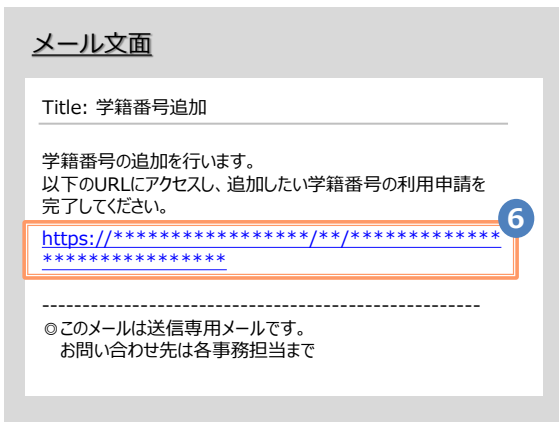 メール文面
Title: 学籍番号追加
学籍番号の追加を行います。
以下のURLにアクセスし、追加したい学籍番号の利用申請を
完了してください。
6
https://*****************/**/*************
****************
------------------------------------------------------
◎このメールは送信専用メールです。
お問い合わせ先は各事務担当まで